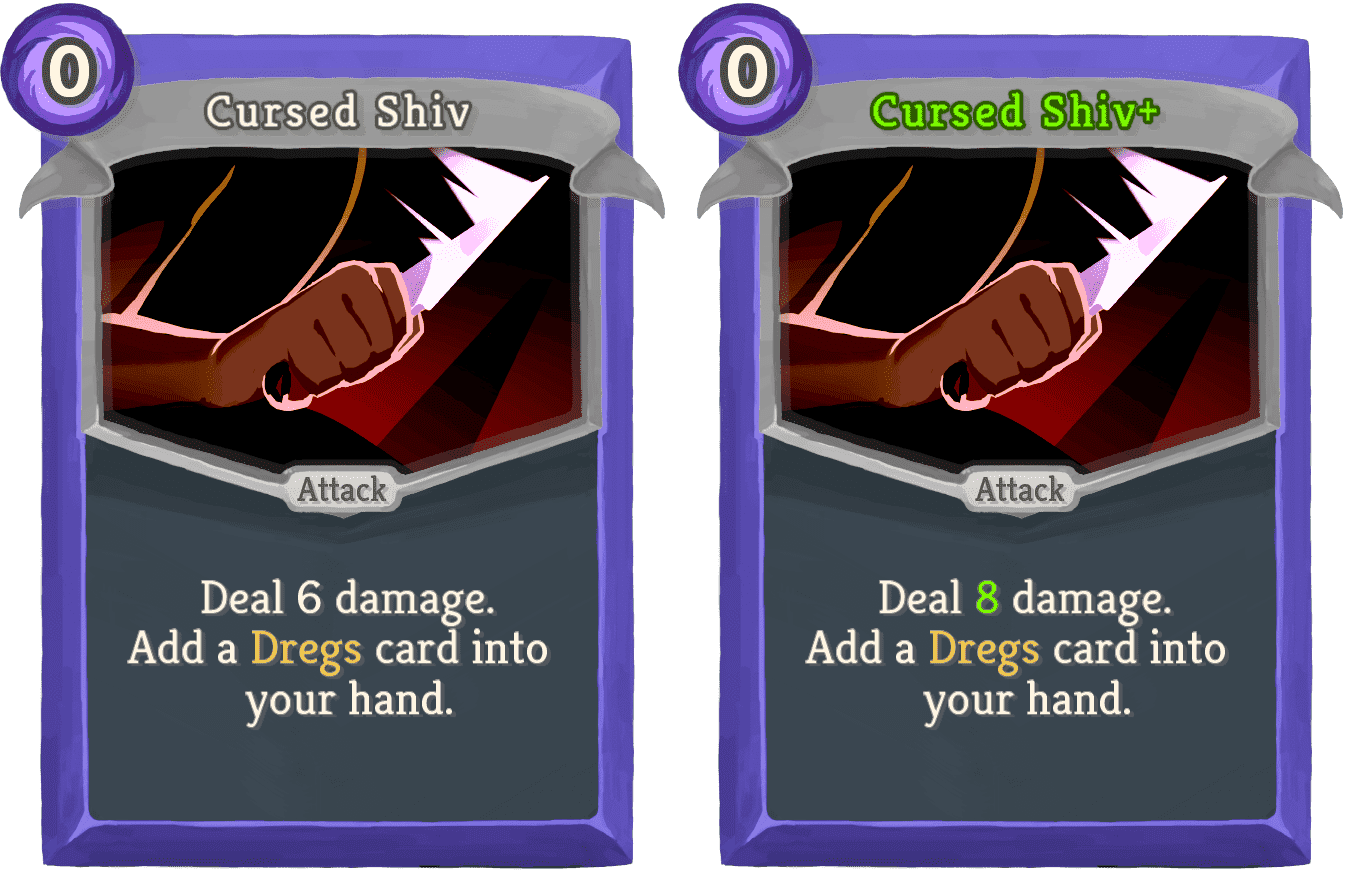 0
Cursed Shiv
Attack
Deal 6 damage.
Add a Dregs card into
your hand.
0
Cursed Shiv+
Attack
Deal 8 damage.
Add a Dregs card into
your hand.